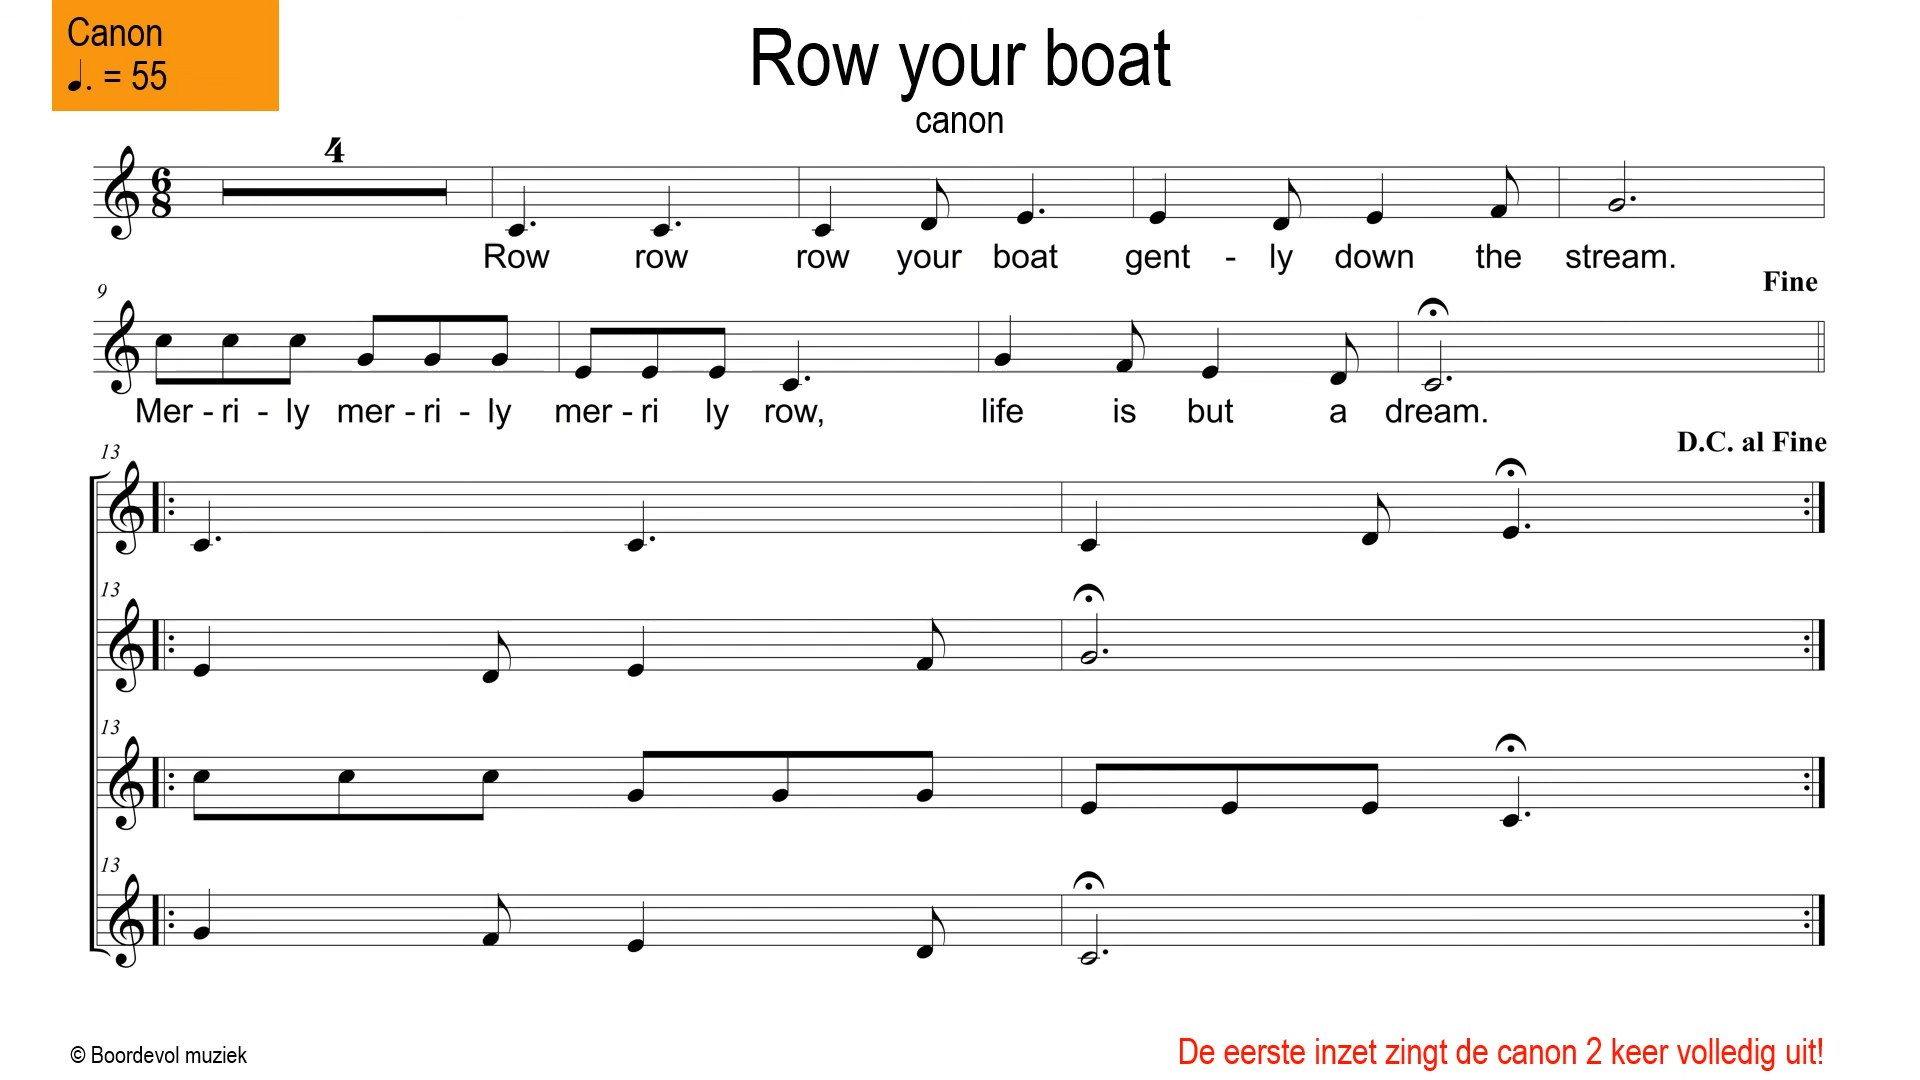 Canon
♩. = 55
Row your boat
canon
4
6
8
Row row row your boat gent - ly down the stream.
Fine
9
Mer - ri - ly mer - ri - ly mer - ri ly row, life is but a dream.
D.C. al Fine
13
13
13
13
© Boordevol muziek
De eerste inzet zingt de canon 2 keer volledig uit!